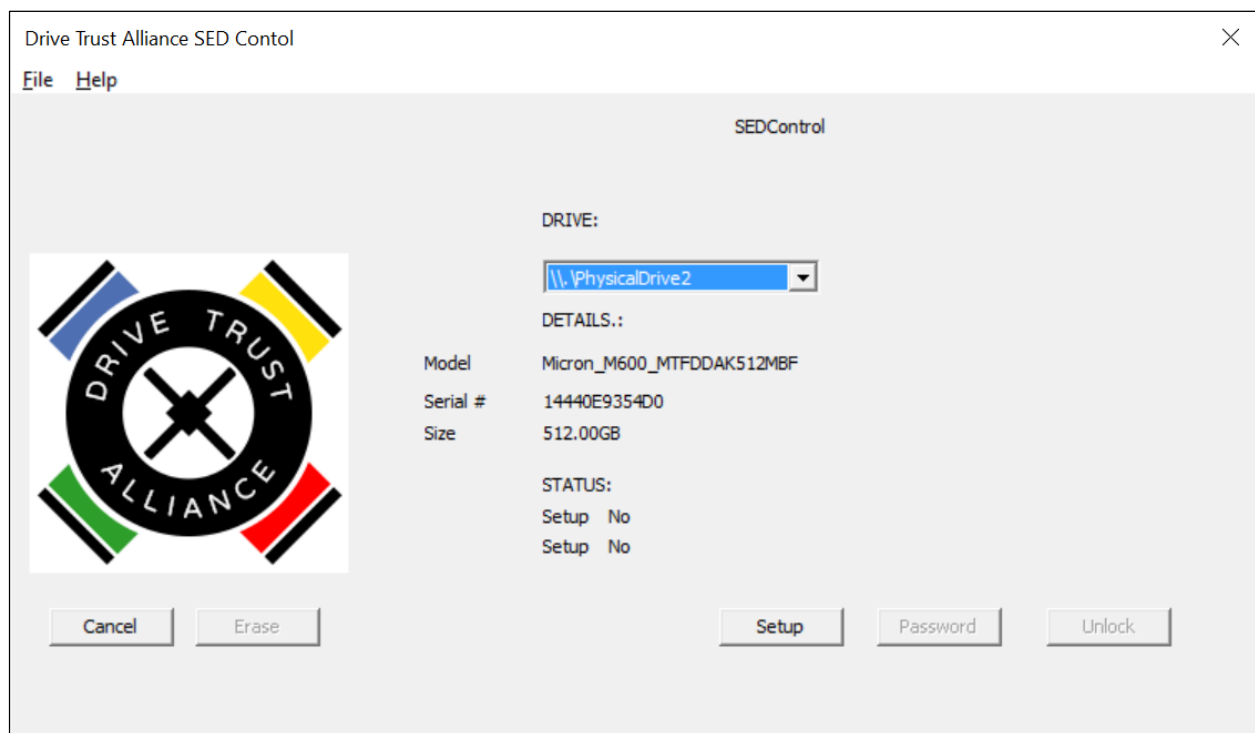 Drive Trust Alliance SED Contol
File Help
SEDControl
DRIVE:
\\.\PhysicalDrive2
DETAILS.:
Model Micron_M600_MTFDDAK512MBF
Serial # 14440E9354D0
Size 512.00GB
STATUS:
Setup No
Setup No
DRIVE TRUST
ALLIANCE
Cancel Erase Setup Password Unlock